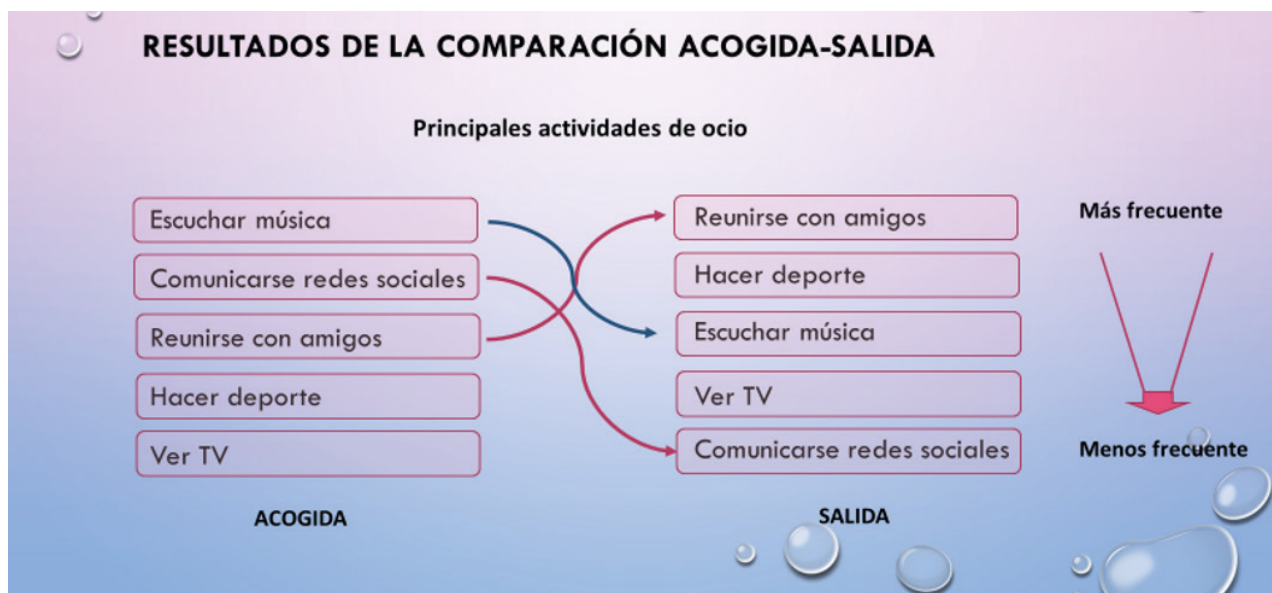 RESULTADOS DE LA COMPARACIÓN ACOGIDA-SALIDA
Principales actividades de ocio
Escuchar música
Comunicarse redes sociales
Reunirse con amigos
Hacer deporte
Ver TV
ACOGIDA
Reunirse con amigos
Hacer deporte
Escuchar música
Ver TV
Comunicarse redes sociales
SALIDA
Más frecuente
Menos frecuente